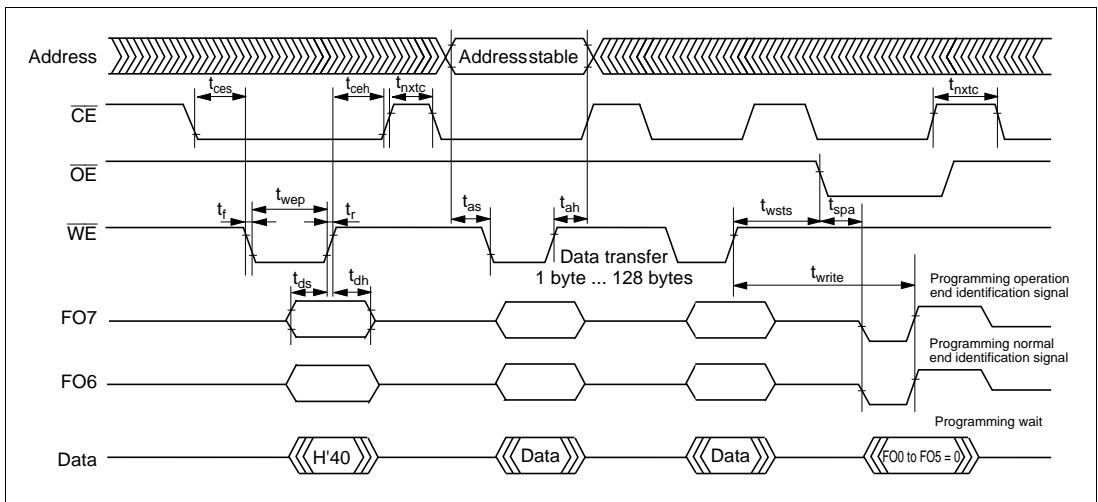 Address
Addressstable
tces
tceh
tnxtc
tnxtc
CE
OE
twep
tf
tr
tas
tah
twsts
tspa
WE
Data transfer
1 byte ... 128 bytes
tds
tdh
twrite
Programming operation
end identification signal
FO7
Programming normal
end identification signal
FO6
Programming wait
Data
H'40
Data
Data
FO0 to FO5 = 0